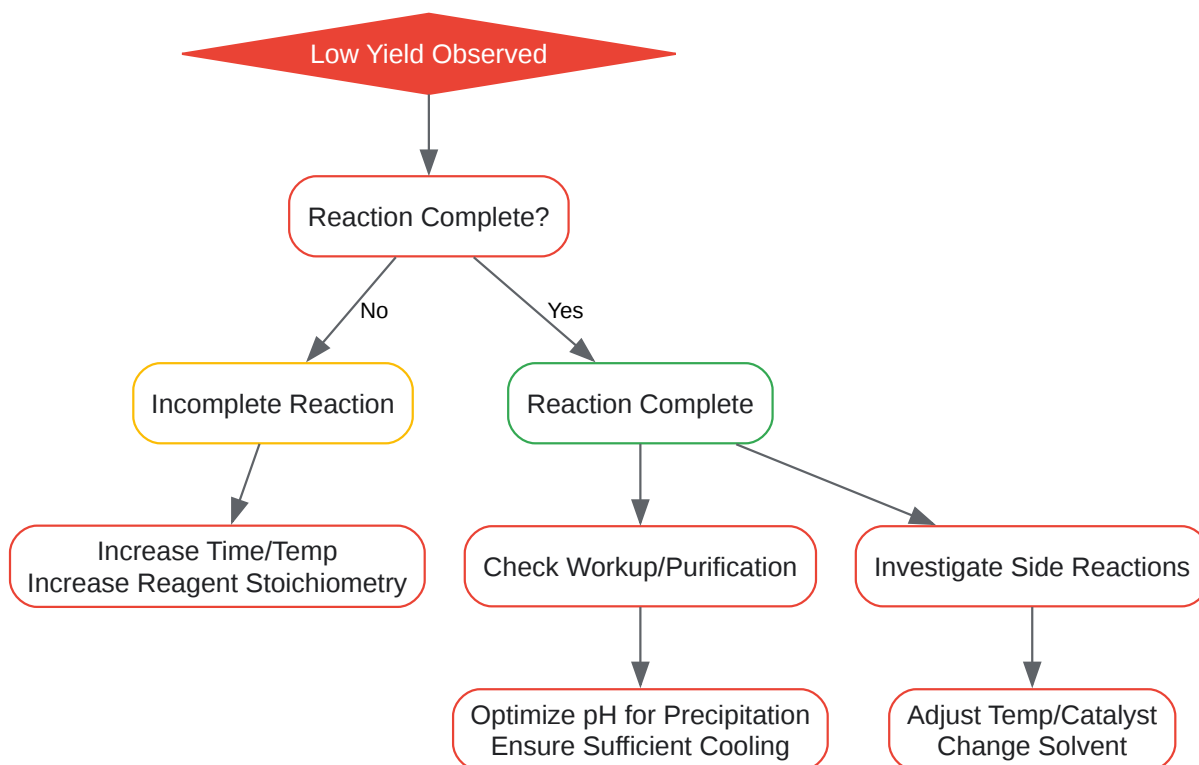 Low Yield Observed
Reaction Complete?
No
Yes
Incomplete Reaction
Reaction Complete
Increase Time/Temp
Increase Reagent Stoichiometry
Check Workup/Purification
Investigate Side Reactions
Optimize pH for Precipitation
Ensure Sufficient Cooling
Adjust Temp/Catalyst
Change Solvent